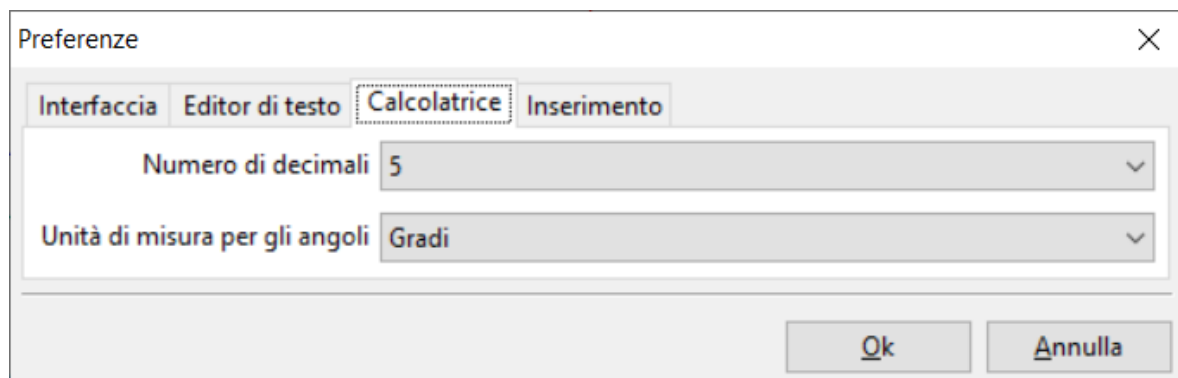 Preferenze
Interfaccia Editor di testo Calcolatrice Inserimento
Numero di decimali 5
Unità di misura per gli angoli Gradi
Ok Annulla